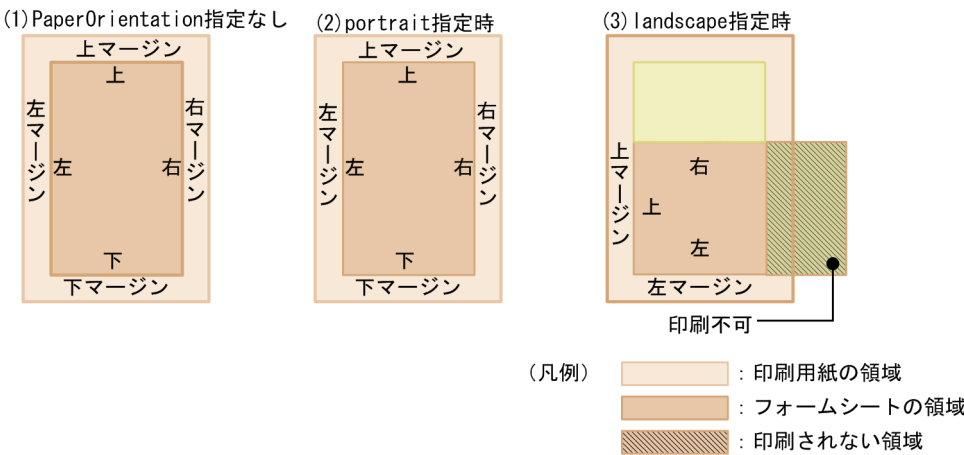 (1)PaperOrientation指定なし
上マージン
上
左マージン
左
右
右マージン
下
下マージン
(2)portrait指定時
上マージン
上
左マージン
左
右
右マージン
下
下マージン
(3)landscape指定時
上マージン
右
上
左
左マージン
印刷不可
(凡例)
：印刷用紙の領域
：フォームシートの領域
：印刷されない領域